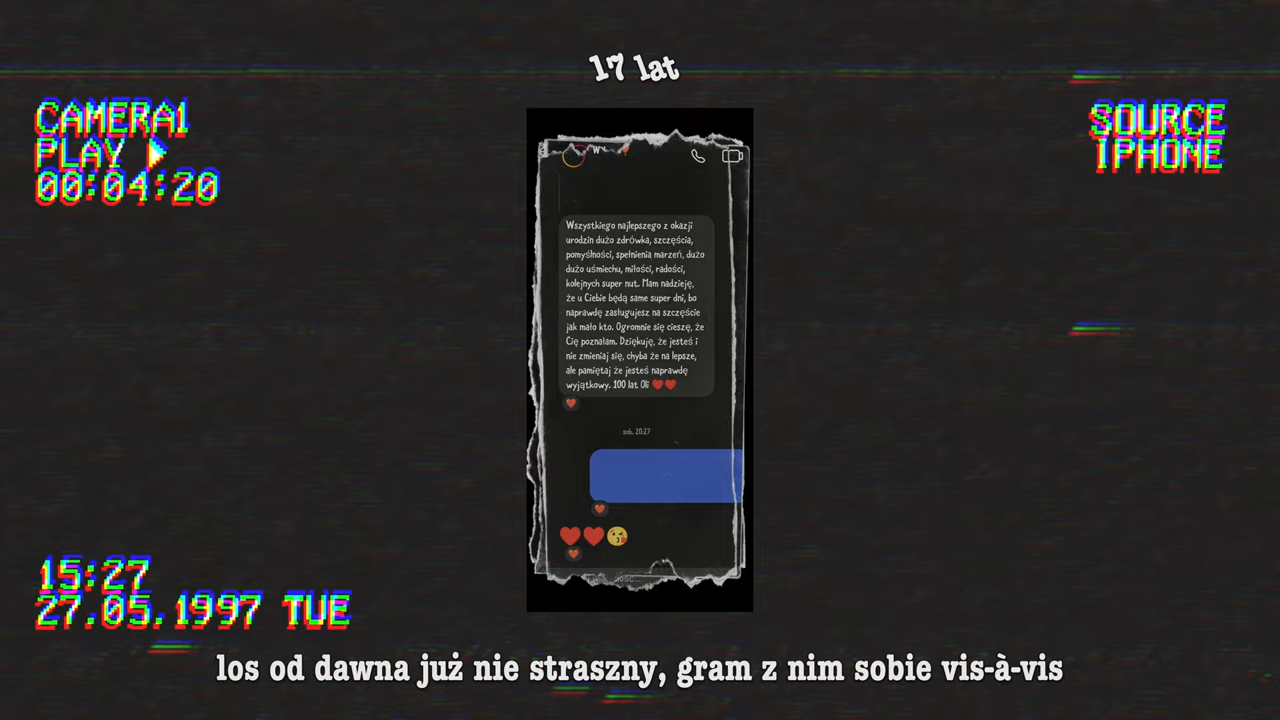 17 lat
CAMERA1
PLAY
00:04:20
SOURCE
IPHONE
Wszystkiego najlepszego z okazji
urodzin dużo zdrówka, szczęścia,
pomyślności, spełnienia marzeń, dużo
dużo uśmiechu, miłości, radości,
kolejnych super nut. Mam nadzieję,
że u Ciebie będą same super dni, bo
naprawdę zasługujesz na szczęście
jak mało kto. Ogromnie się cieszę, że
Cię poznałam. Dziękuję, że jesteś i
nie zmieniaj się, chyba że na lepsze,
ale pamiętaj że jesteś naprawdę
wyjątkowy. 100 lat Oli ❤️❤️
sob. 20:27
15:27
27.05.1997 TUE
los od dawna już nie straszny, gram z nim sobie vis-à-vis